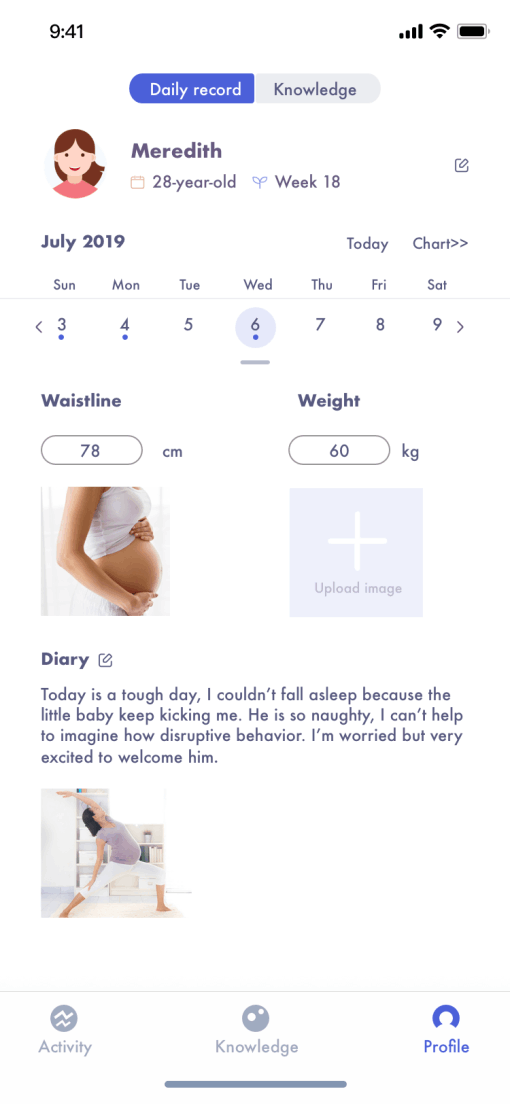 9:41
Daily record Knowledge
Meredith
28-year-old Week 18
July 2019 Today Chart>>
Sun Mon Tue Wed Thu Fri Sat
< 3 4 5 6 7 8 9 >
Waistline Weight
78 cm 60 kg
Upload image
Diary
Today is a tough day, I couldn't fall asleep because the
little baby keep kicking me. He is so naughty, I can't help
to imagine how disruptive behavior. I'm worried but very
excited to welcome him.
Activity Knowledge Profile